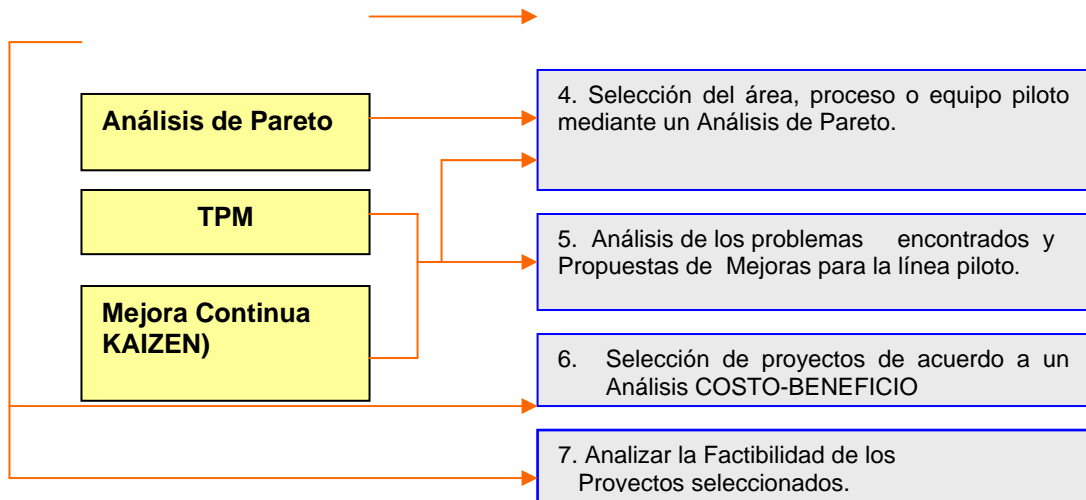 Análisis de Pareto
4. Selección del área, proceso o equipo piloto
mediante un Análisis de Pareto.
TPM
5. Análisis de los problemas encontrados y
Propuestas de Mejoras para la línea piloto.
Mejora Continua
KAIZEN)
6. Selección de proyectos de acuerdo a un
Análisis COSTO-BENEFICIO
7. Analizar la Factibilidad de los
Proyectos seleccionados.